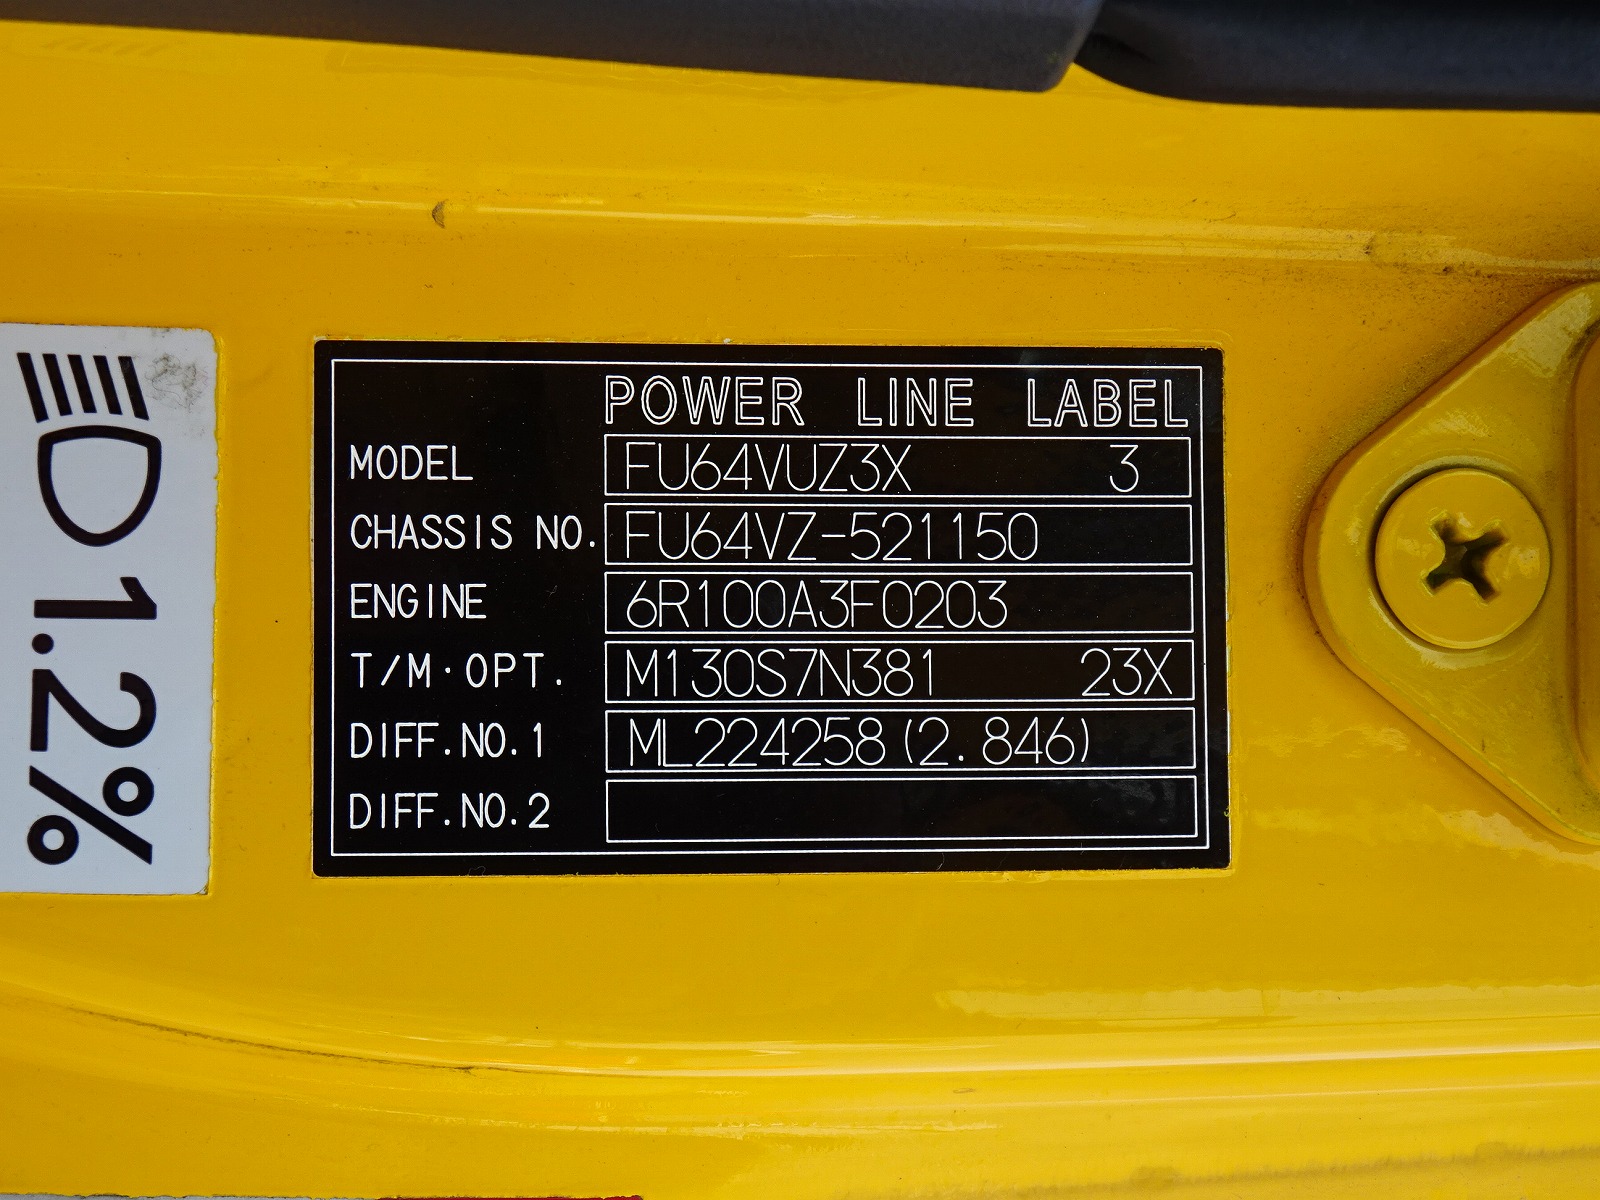 POWER LINE LABEL
MODEL FU64VUZ3X 3
CHASSIS NO. FU64VZ-521150
ENGINE 6R100A3F0203
T/M·OPT. M130S7N381 23X
DIFF.NO.1 ML224258(2.846)
DIFF.NO.2
1.2%